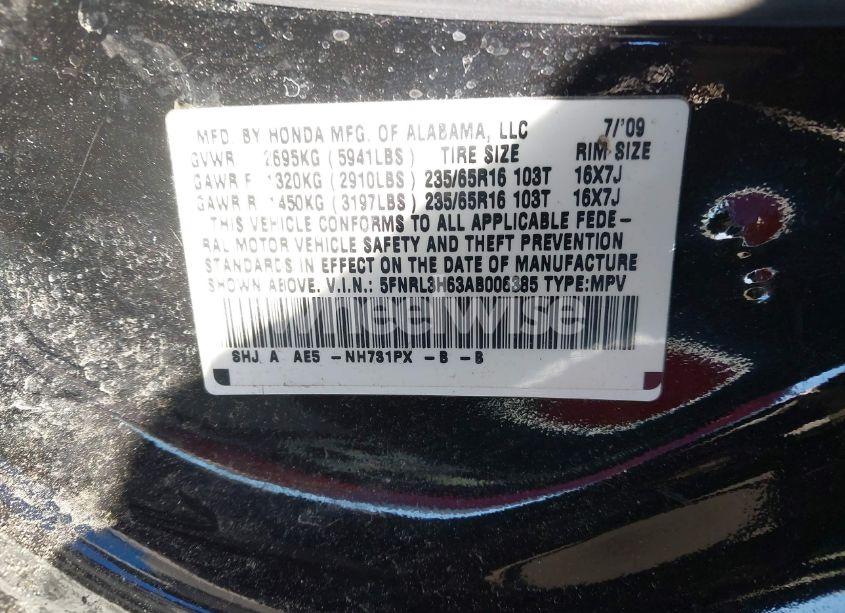 MFD. BY HONDA MFG. OF ALABAMA, LLC 7/'09
GVWR 2695KG (5941LBS) TIRE SIZE RIM SIZE
GAWR F 1320KG (2910LBS) 235/65R16 103T 16X7J
GAWR R 1450KG (3197LBS) 235/65R16 103T 16X7J
THIS VEHICLE CONFORMS TO ALL APPLICABLE FEDE-
RAL MOTOR VEHICLE SAFETY AND THEFT PREVENTION
STANDARDS IN EFFECT ON THE DATE OF MANUFACTURE
SHOWN ABOVE. V.I.N.: 5FNRL3H63AB006385 TYPE:MPV
WheelWise
SHJ A AE5 -NH731PX -B -B